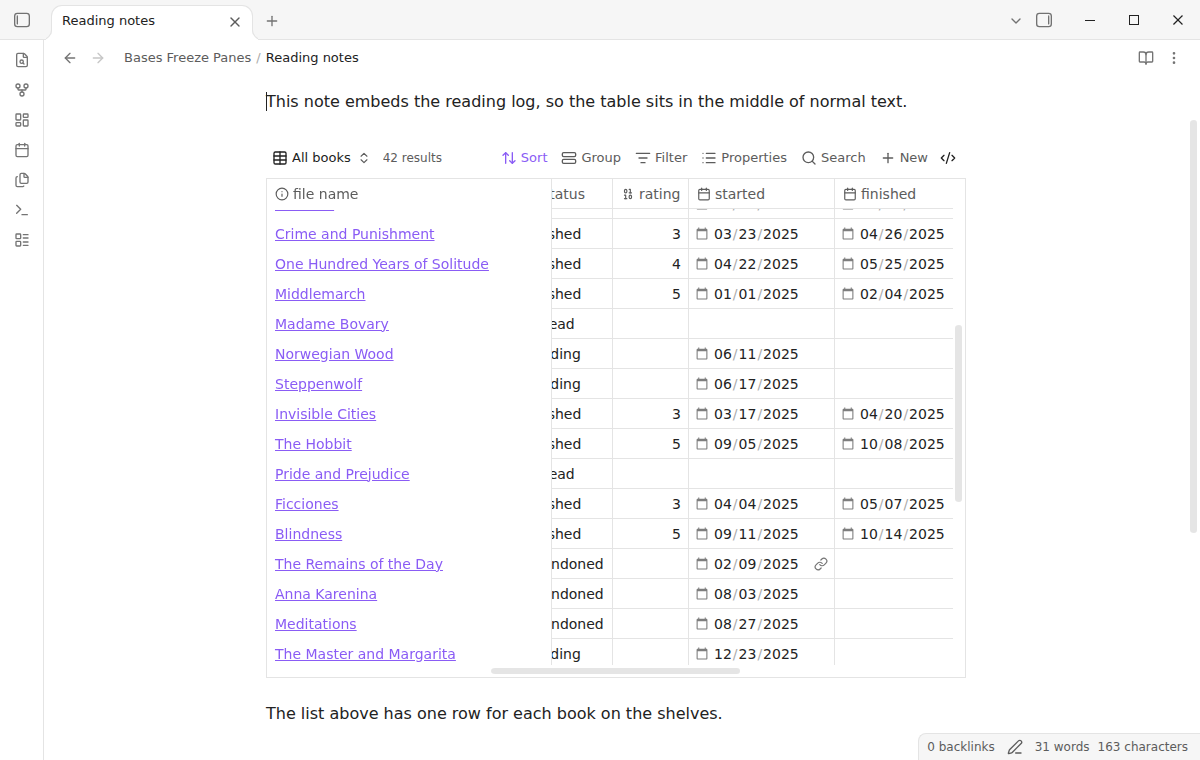 Reading notes
Bases Freeze Panes / Reading notes
This note embeds the reading log, so the table sits in the middle of normal text.
All books 42 results Sort Group Filter Properties Search New
file name tatus rating started finished
Crime and Punishment shed 3 03/23/2025 04/26/2025
One Hundred Years of Solitude shed 4 04/22/2025 05/25/2025
Middlemarch shed 5 01/01/2025 02/04/2025
Madame Bovary ead
Norwegian Wood ding 06/11/2025
Steppenwolf ding 06/17/2025
Invisible Cities shed 3 03/17/2025 04/20/2025
The Hobbit shed 5 09/05/2025 10/08/2025
Pride and Prejudice ead
Ficciones shed 3 04/04/2025 05/07/2025
Blindness shed 5 09/11/2025 10/14/2025
The Remains of the Day ndoned 02/09/2025
Anna Karenina ndoned 08/03/2025
Meditations ndoned 08/27/2025
The Master and Margarita ding 12/23/2025
The list above has one row for each book on the shelves.
0 backlinks 31 words 163 characters